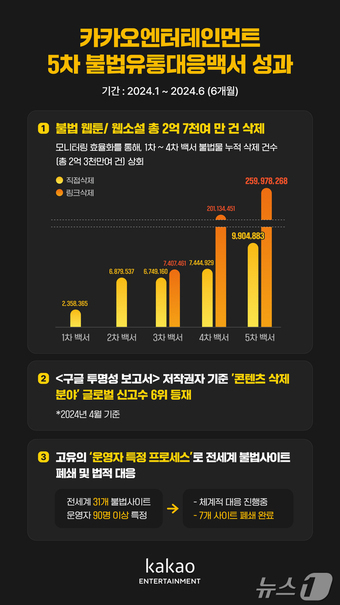 카카오엔터테인먼트
5차 불법유통대응백서 성과
기간 : 2024.1 ~ 2024.6 (6개월)
1 불법 웹툰/ 웹소설 총 2억 7천여 만 건 삭제
모니터링 효율화를 통해, 1차 ~ 4차 백서 불법물 누적 삭제 건수
(총 2억 3천만여 건) 상회
직접삭제
링크삭제
259.978.268
201.134.451
9.904.883
7.407.461
7.444.929
6.879.537
6.749.160
2.358.365
1차 백서
2차 백서
3차 백서
4차 백서
5차 백서
2 <구글 투명성 보고서> 저작권자 기준 '콘텐츠 삭제
분야' 글로벌 신고수 6위 등재
*2024년 4월 기준
3 고유의 '운영자 특정 프로세스'로 전세계 불법사이트
폐쇄 및 법적 대응
전세계 31개 불법사이트
운영자 90명 이상 특정
- 체계적 대응 진행중
- 7개 사이트 폐쇄 완료
kakao
ENTERTAINMENT
뉴스1